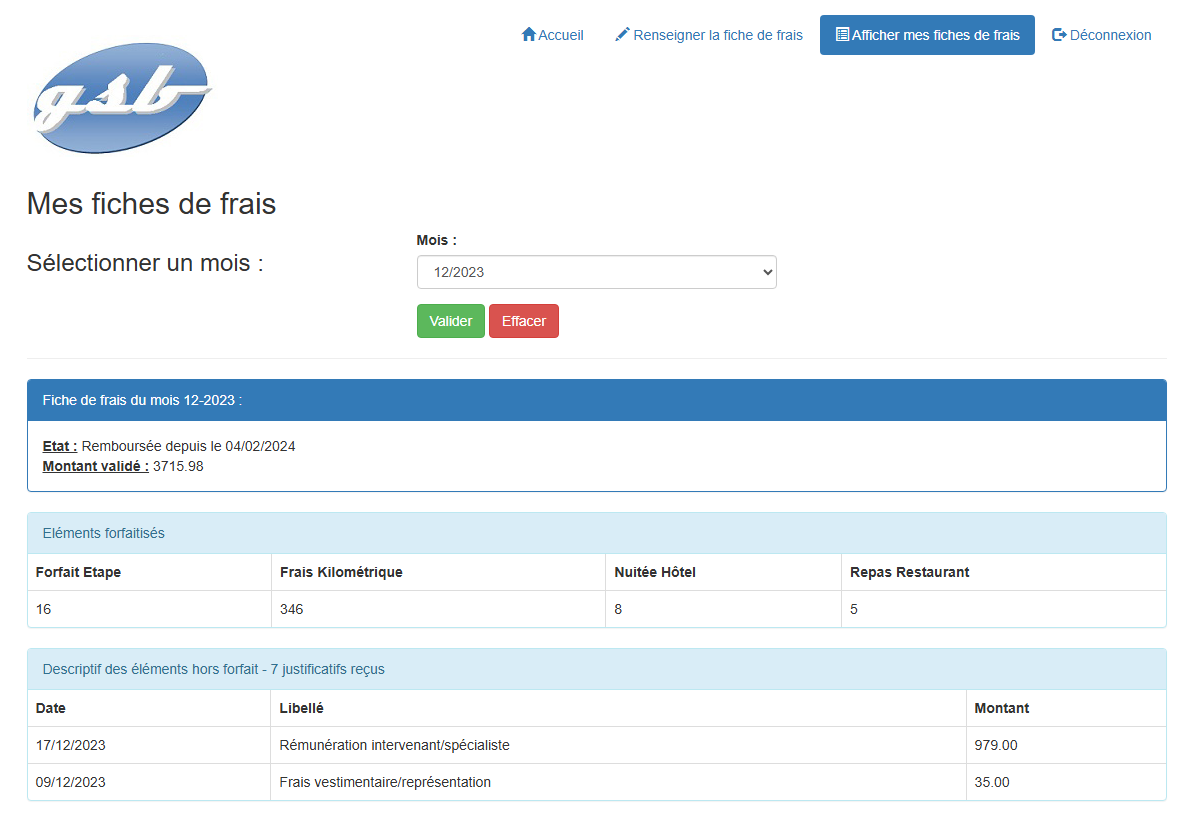 Accueil Renseigner la fiche de frais Afficher mes fiches de frais Déconnexion
gsb
Mes fiches de frais
Sélectionner un mois :
Mois :
12/2023
Valider Effacer
Fiche de frais du mois 12-2023 :
Etat : Remboursée depuis le 04/02/2024
Montant validé : 3715.98
Eléments forfaitisés
Forfait Etape Frais Kilométrique Nuitée Hôtel Repas Restaurant
16 346 8 5
Descriptif des éléments hors forfait - 7 justificatifs reçus
Date Libellé Montant
17/12/2023 Rémunération intervenant/spécialiste 979.00
09/12/2023 Frais vestimentaire/représentation 35.00